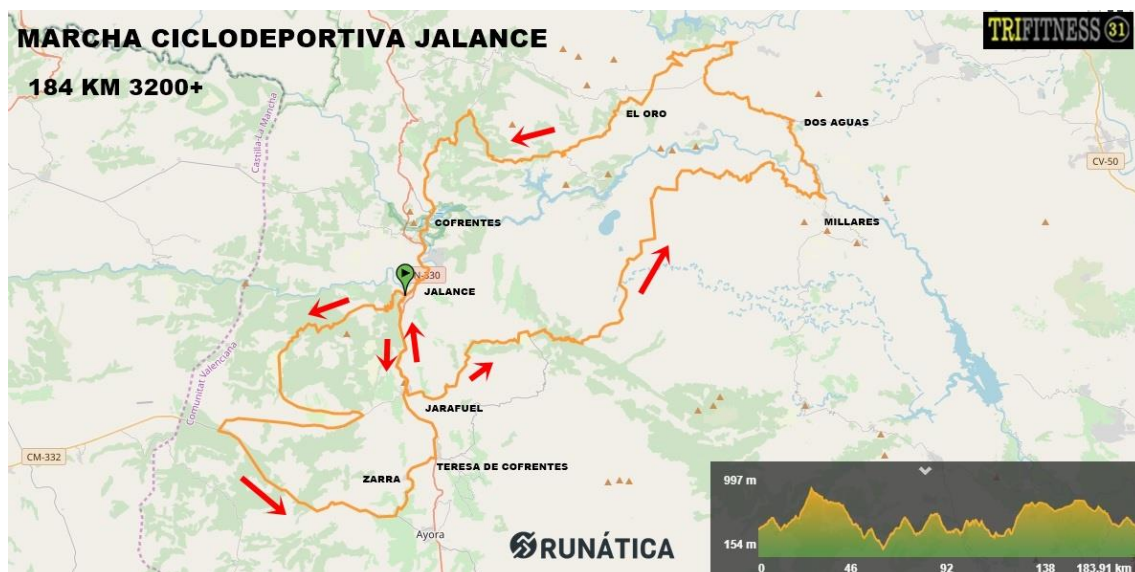 MARCHA CICLODEPORTIVA JALANCE
184 KM 3200+
TRIFITNESS 31
EL ORO
DOS AGUAS
CV-50
Castilla-La Mancha
COFRENTES
MILLARES
N-330
JALANCE
Comunitat Valenciana
JARAFUEL
CM-332
TERESA DE COFRENTES
ZARRA
Ayora
RUNÁTICA
997 m
154 m
0 46 92 138 183.91 km